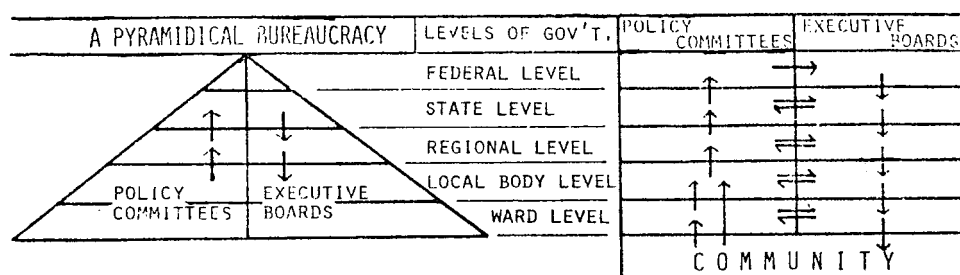 A PYRAMIDICAL BUREAUCRACY
LEVELS OF GOV'T.
POLICY
COMMITTEES
EXECUTIVE
BOARDS
FEDERAL LEVEL
STATE LEVEL
REGIONAL LEVEL
LOCAL BODY LEVEL
WARD LEVEL
POLICY
COMMITTEES
EXECUTIVE
BOARDS
COMMUNITY